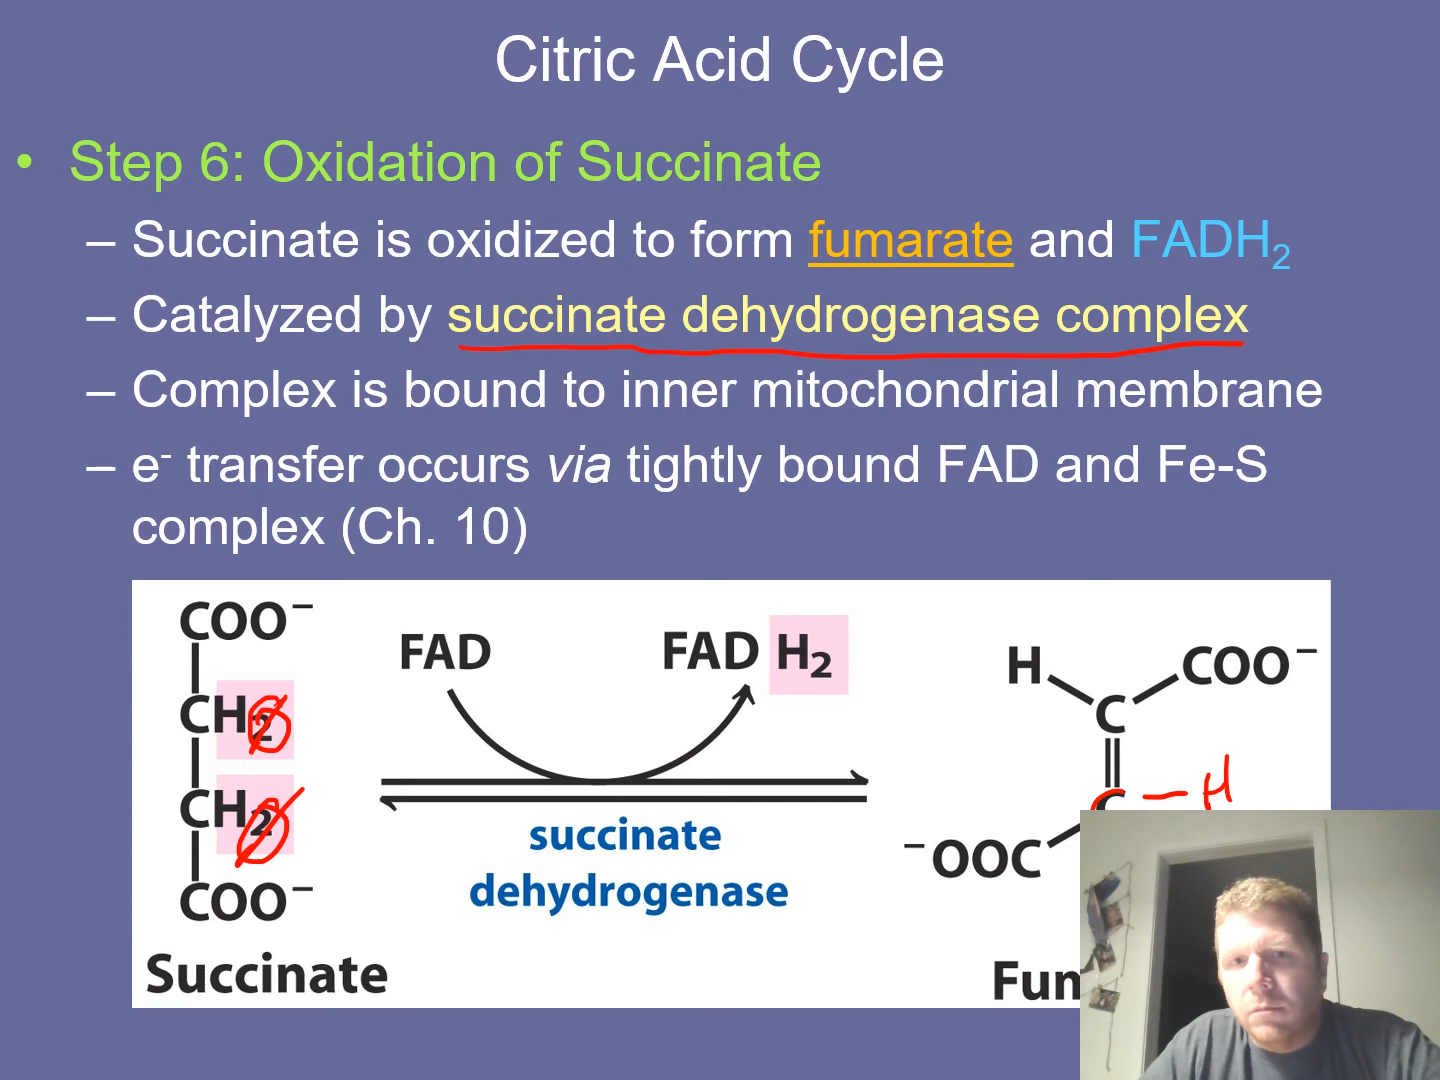 Citric Acid Cycle
• Step 6: Oxidation of Succinate
– Succinate is oxidized to form fumarate and FADH₂
– Catalyzed by succinate dehydrogenase complex
– Complex is bound to inner mitochondrial membrane
– e⁻ transfer occurs via tightly bound FAD and Fe-S
complex (Ch. 10)
COO⁻
CH₂
CH₂
COO⁻
Succinate
FAD
FAD H₂
succinate
dehydrogenase
H
COO⁻
C
C – H
⁻OOC
Fum